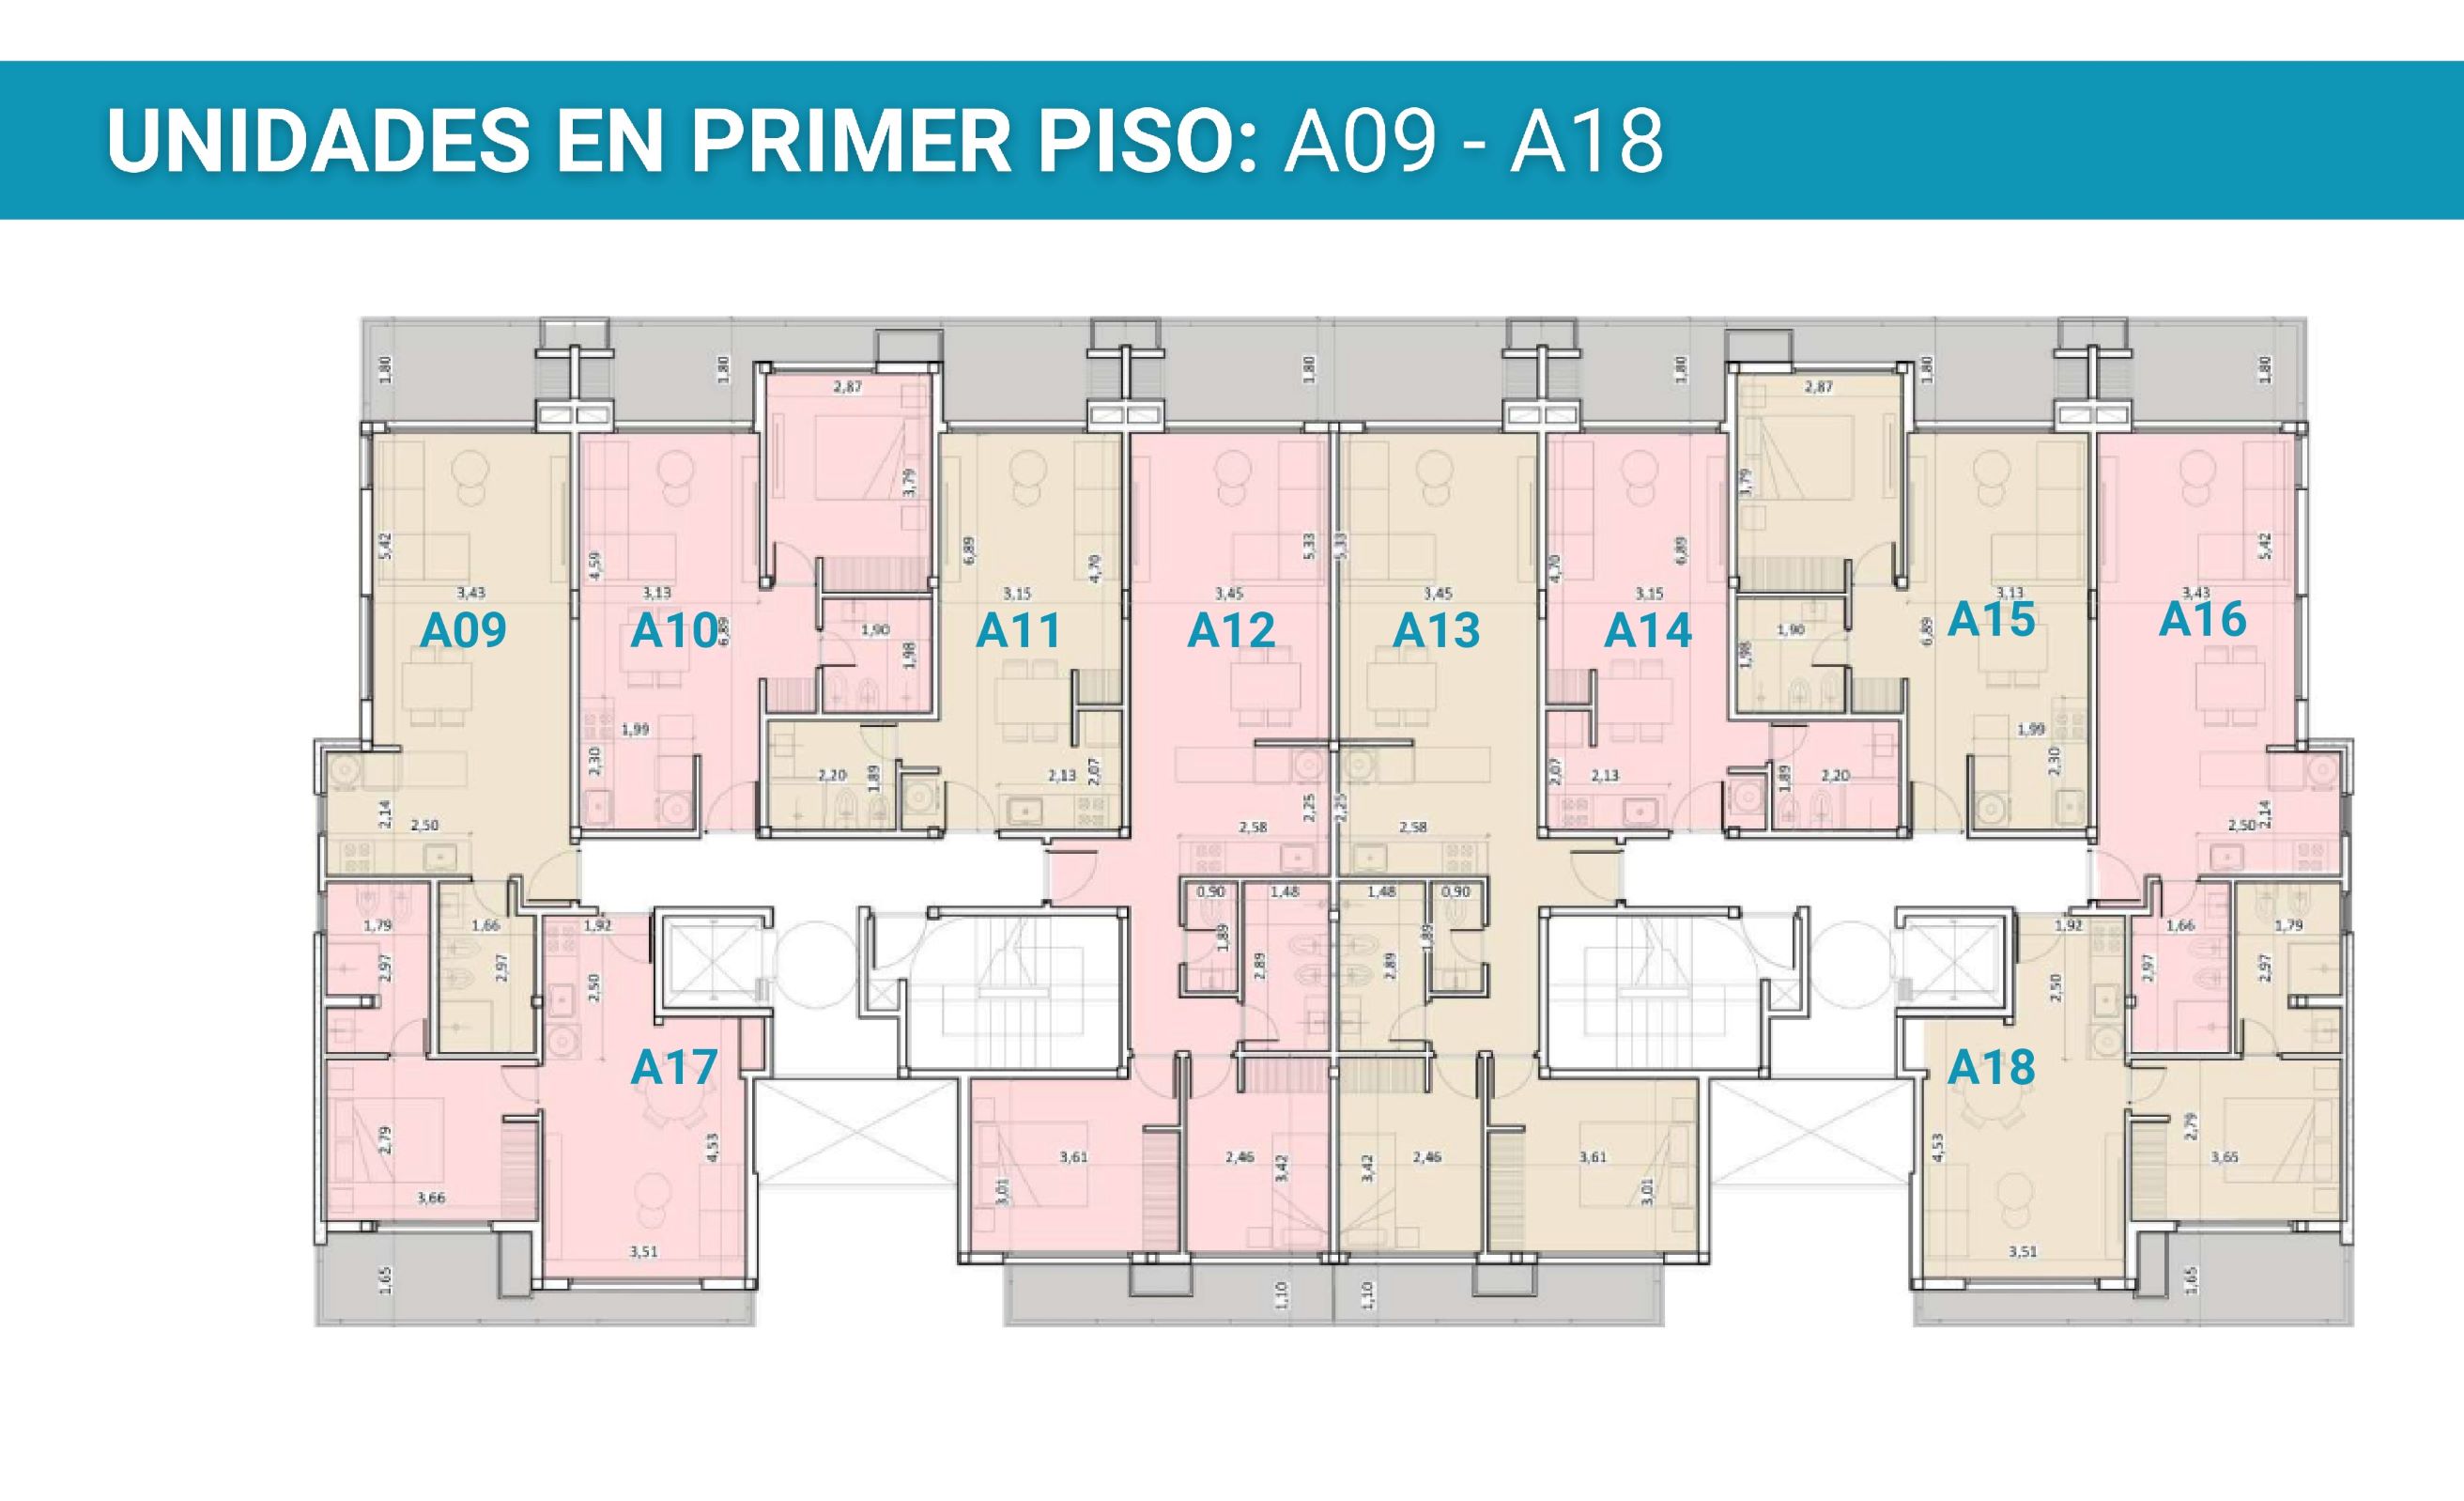 UNIDADES EN PRIMER PISO: A09 - A18
1,80 1,80 1,80 1,80 1,80 1,80
2,87 2,87
3,79 3,79
5,42 4,59 6,89 4,70 5,33 5,33 4,70 6,89 5,42
3,43 3,13 3,15 3,45 3,45 3,15 3,13 3,43
A09 A10 A11 A12 A13 A14 A15 A16
6,89 1,90 1,98 1,98 1,90 6,89
1,99 1,99
2,30 2,20 1,89 2,13 2,07 2,07 2,13 1,89 2,20 2,30
2,14 2,50 2,58 2,25 2,25 2,58 2,50 2,14
0,90 1,48 1,48 0,90
1,79 1,66 1,92 1,89 1,89 1,92 1,66 1,79
2,97 2,97 2,50 2,89 2,89 2,50 2,97 2,97
A17 A18
2,79 4,53 3,61 2,46 3,42 3,42 2,46 3,61 4,53 2,79 3,65
3,66 3,01 3,01
3,51 3,51
1,65 1,10 1,10 1,65